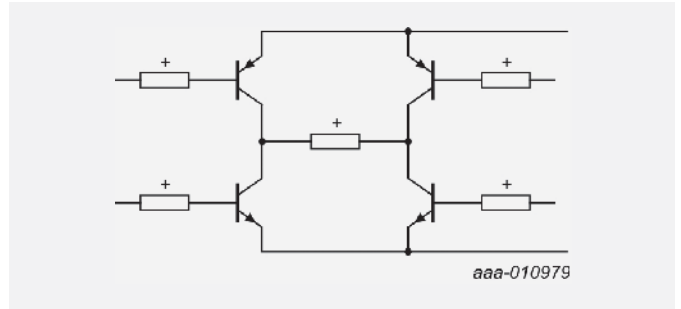 + +
+
+ +
aaa-010979